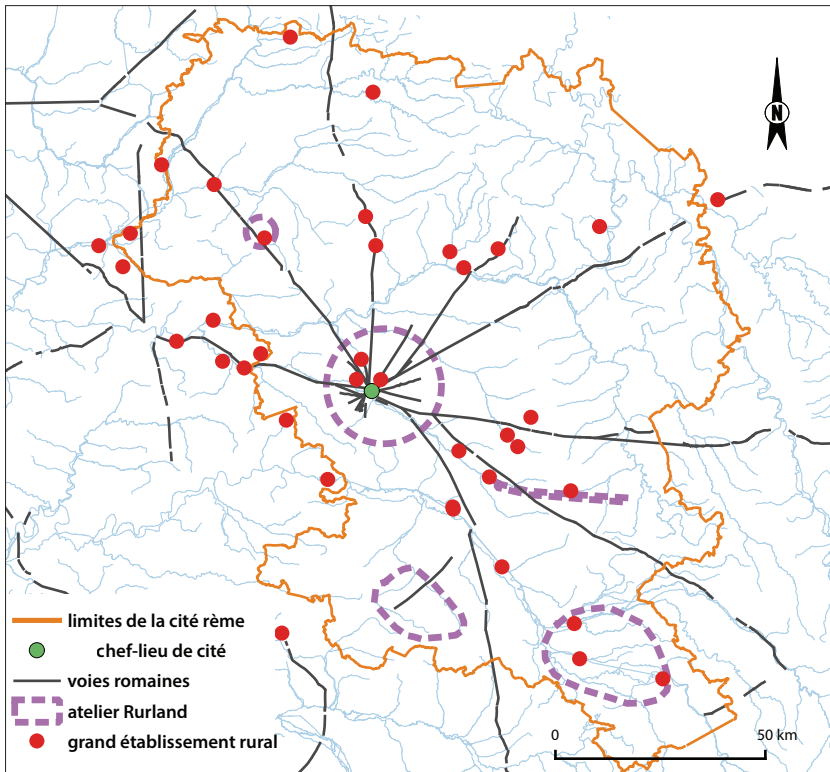 N
limites de la cité rème
chef-lieu de cité
voies romaines
atelier Rurland
grand établissement rural
0 50 km